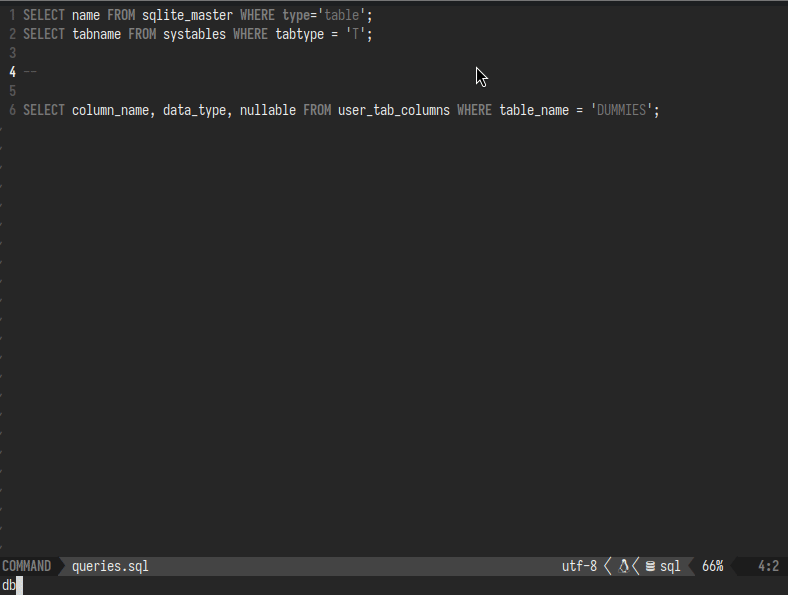 1 SELECT name FROM sqlite_master WHERE type='table';
2 SELECT tabname FROM systables WHERE tabtype = 'T';
3
4 --
5
6 SELECT column_name, data_type, nullable FROM user_tab_columns WHERE table_name = 'DUMMIES';
COMMAND queries.sql utf-8 sql 66% 4:2
db